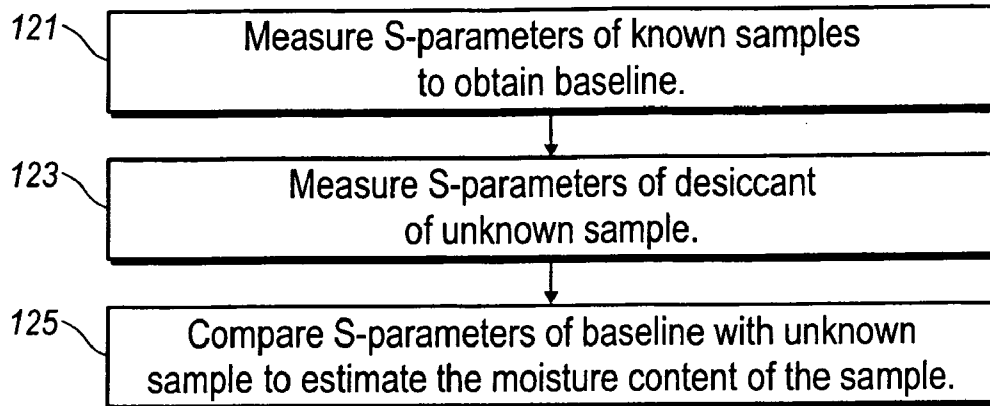 121
Measure S-parameters of known samples
to obtain baseline.
123
Measure S-parameters of desiccant
of unknown sample.
125
Compare S-parameters of baseline with unknown
sample to estimate the moisture content of the sample.